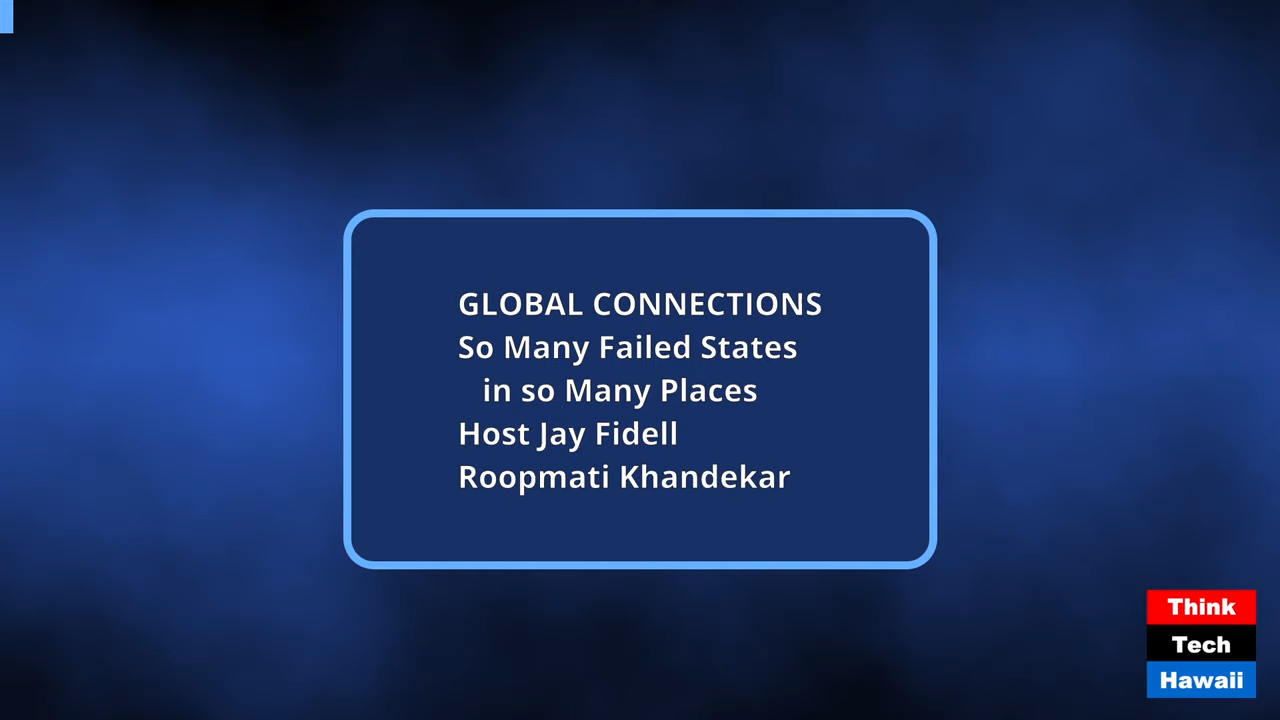 GLOBAL CONNECTIONS
So Many Failed States
in so Many Places
Host Jay Fidell
Roopmati Khandekar
Think
Tech
Hawaii